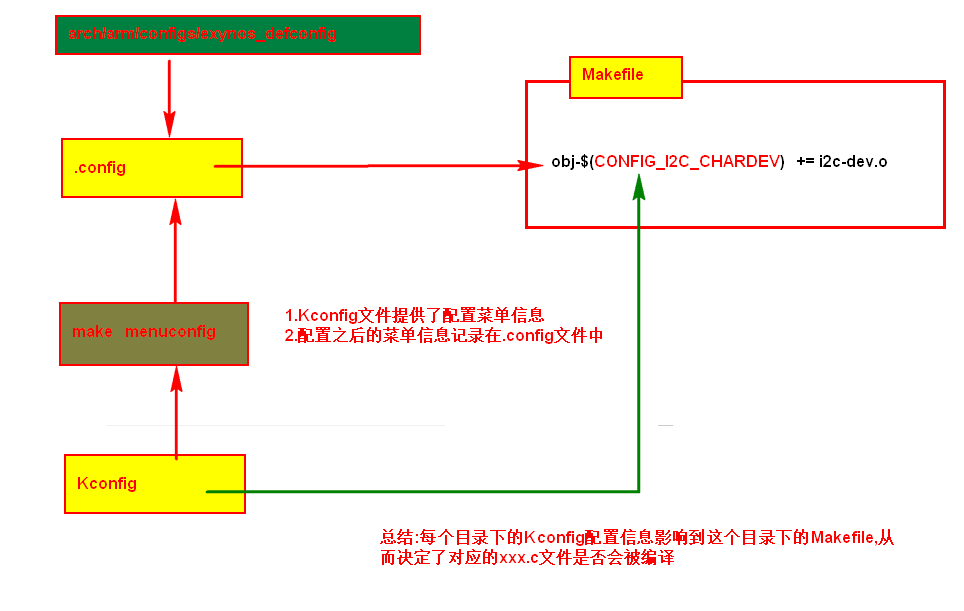 arch/arm/configs/exynos_defconfig
Makefile
.config
obj-$(CONFIG_I2C_CHARDEV) += i2c-dev.o
make menuconfig
1.Kconfig文件提供了配置菜单信息
2.配置之后的菜单信息记录在.config文件中
Kconfig
总结:每个目录下的Kconfig配置信息影响到这个目录下的Makefile,从
而决定了对应的xxx.c文件是否会被编译